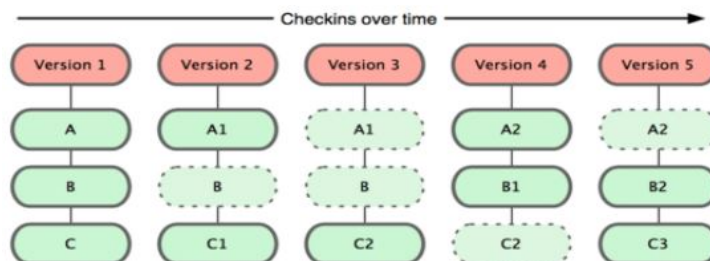 Checkins over time
Version 1 Version 2 Version 3 Version 4 Version 5
A A1 A1 A2 A2
B B B B1 B2
C C1 C2 C2 C3